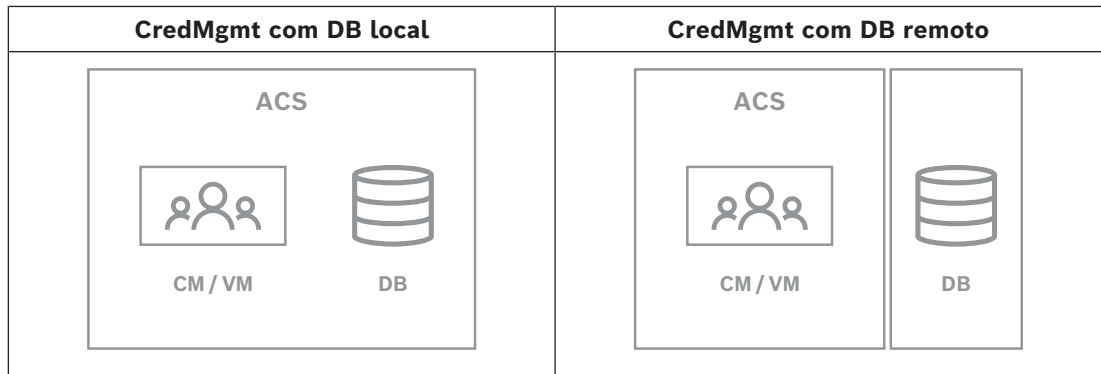 CredMgmt com DB local
CredMgmt com DB remoto
ACS
CM / VM
DB
ACS
CM / VM
DB